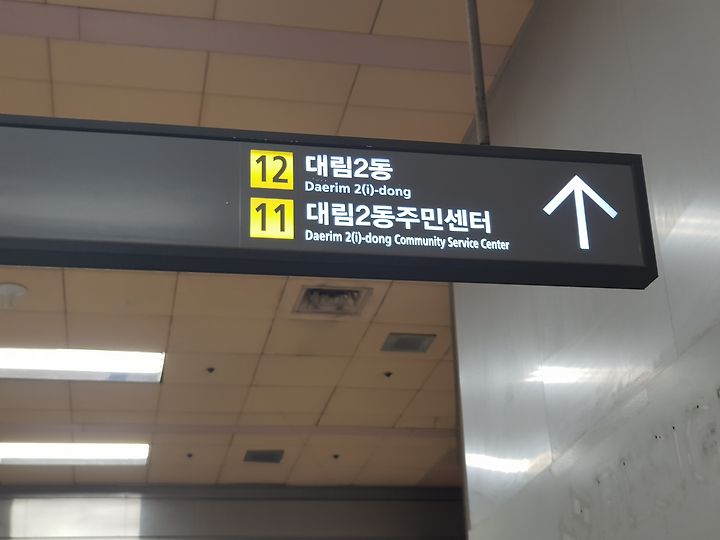 12 대림2동
Daerim 2(i)-dong
11 대림2동주민센터
Daerim 2(i)-dong Community Service Center